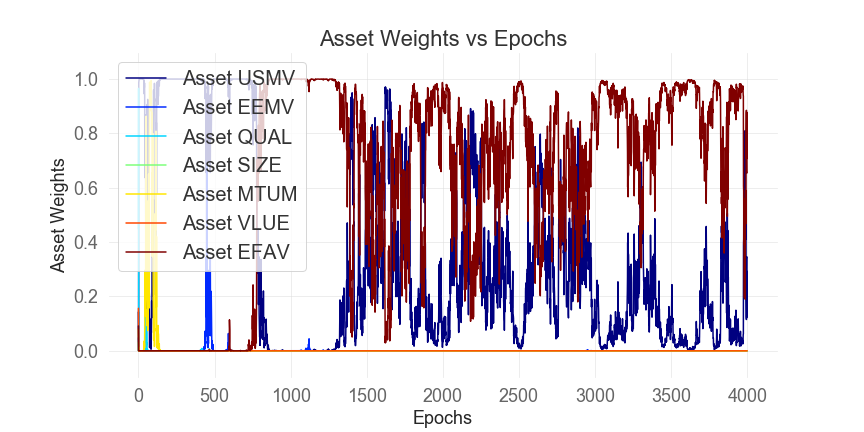 Asset Weights vs Epochs
Asset Weights
1.0
0.8
0.6
0.4
0.2
0.0
Asset USMV
Asset EEMV
Asset QUAL
Asset SIZE
Asset MTUM
Asset VLUE
Asset EFAV
0 500 1000 1500 2000 2500 3000 3500 4000
Epochs